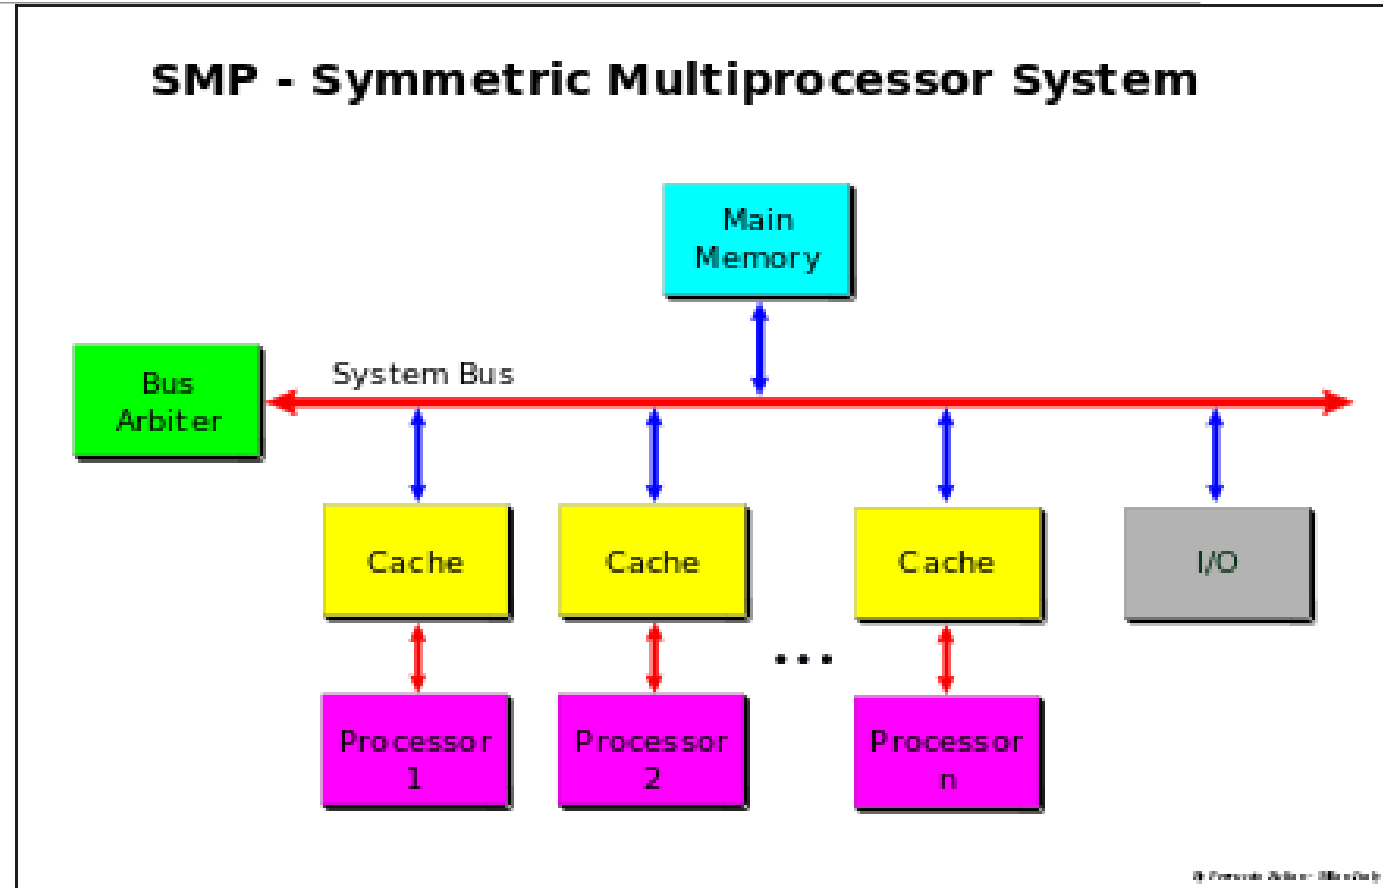 SMP - Symmetric Multiprocessor System
Main
Memory
Bus
Arbiter
System Bus
Cache
Cache
Cache
I/O
...
Processor
1
Processor
2
Processor
n